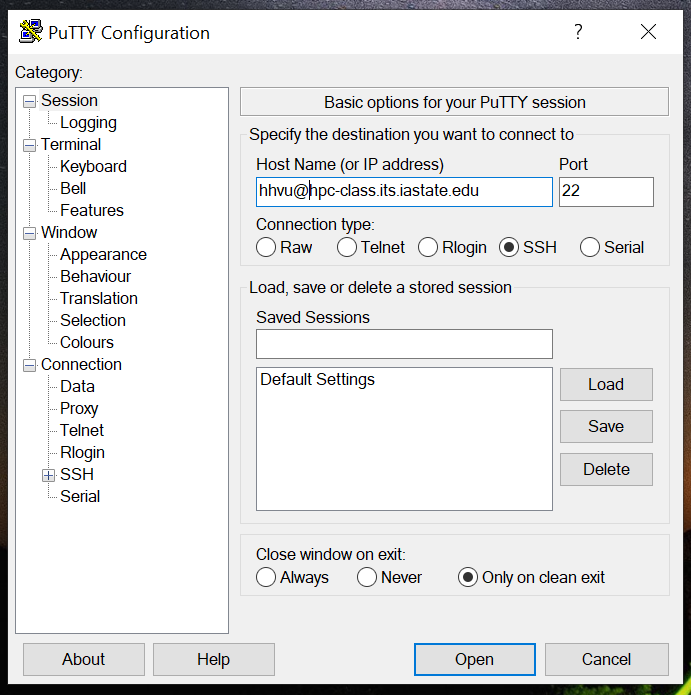 PuTTY Configuration
?
Category:
Session
Logging
Terminal
Keyboard
Bell
Features
Window
Appearance
Behaviour
Translation
Selection
Colours
Connection
Data
Proxy
Telnet
Rlogin
SSH
Serial
Basic options for your PuTTY session
Specify the destination you want to connect to
Host Name (or IP address) Port
hhvu@hpc-class.its.iastate.edu 22
Connection type:
Raw Telnet Rlogin SSH Serial
Load, save or delete a stored session
Saved Sessions
Default Settings
Load
Save
Delete
Close window on exit:
Always Never Only on clean exit
About Help Open Cancel